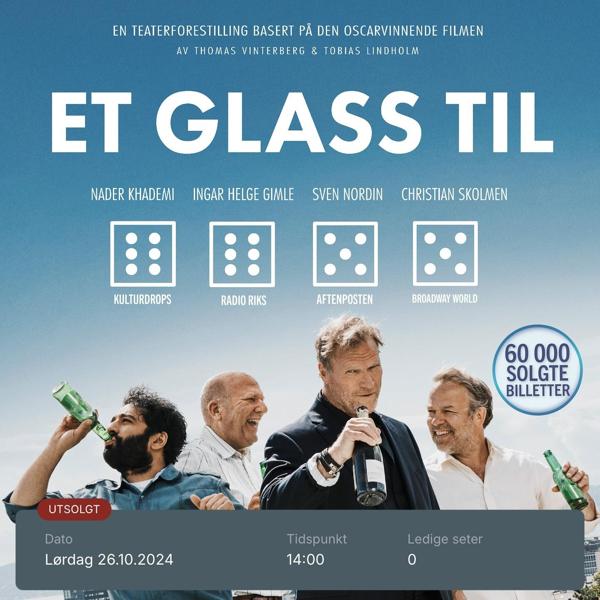 EN TEATERFORESTILLING BASERT PÅ DEN OSCARVINNENDE FILMEN
AV THOMAS VINTERBERG & TOBIAS LINDHOLM
ET GLASS TIL
NADER KHADEMI INGAR HELGE GIMLE SVEN NORDIN CHRISTIAN SKOLMEN
KULTURDROPS RADIO RIKS AFTENPOSTEN BROADWAY WORLD
60 000
SOLGTE
BILLETTER
UTSOLGT
Dato Tidspunkt Ledige seter
Lørdag 26.10.2024 14:00 0